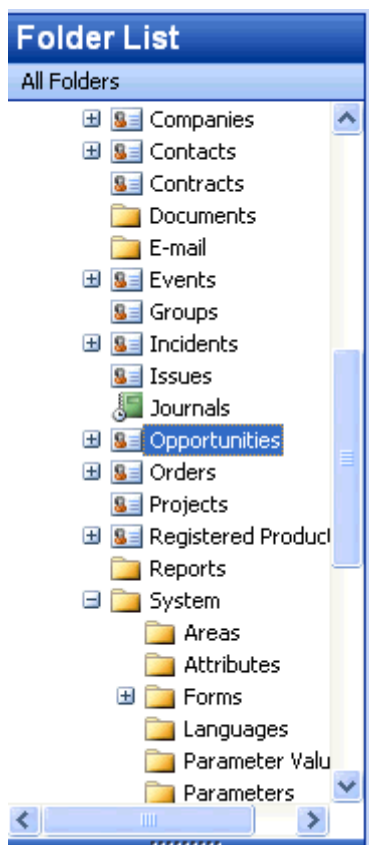 Folder List
All Folders
Companies
Contacts
Contracts
Documents
E-mail
Events
Groups
Incidents
Issues
Journals
Opportunities
Orders
Projects
Registered Product
Reports
System
Areas
Attributes
Forms
Languages
Parameter Valu
Parameters